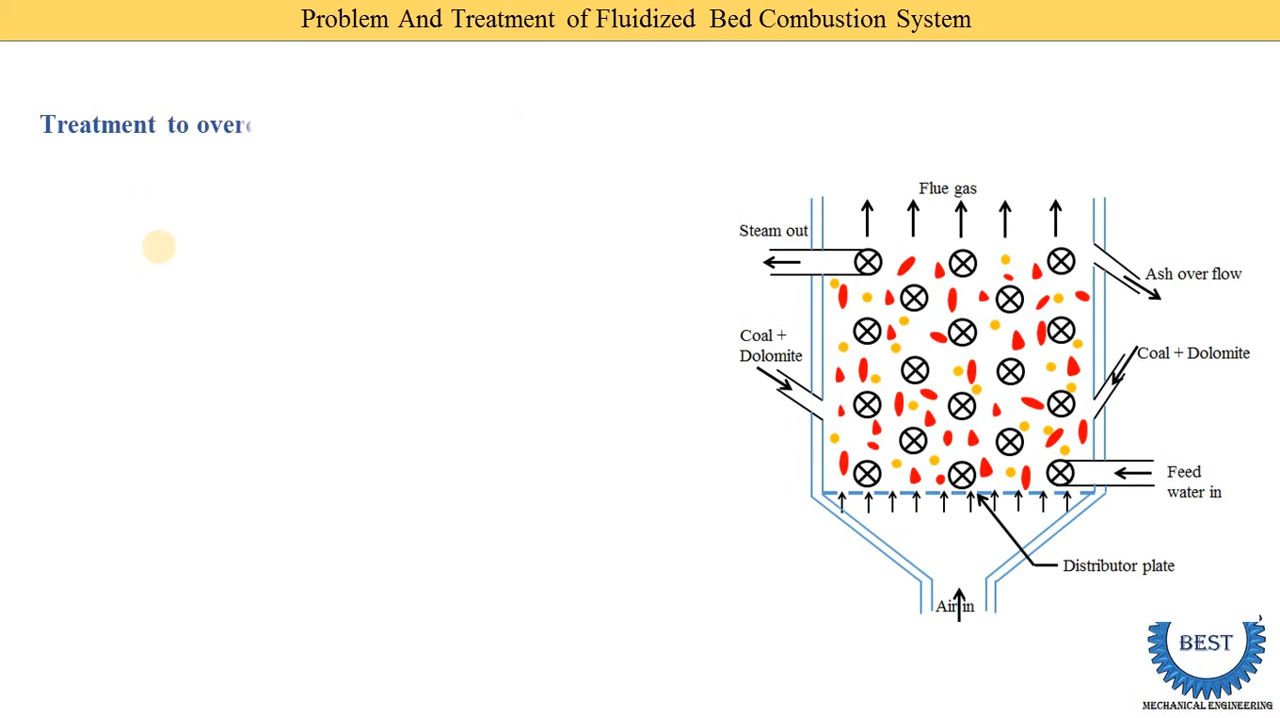 Problem And Treatment of Fluidized Bed Combustion System
Treatment to
Flue gas
Steam out
Ash over flow
Coal +
Dolomite
Coal + Dolomite
Feed
water in
Distributor plate
Air in
BEST
MECHANICAL ENGINEERING